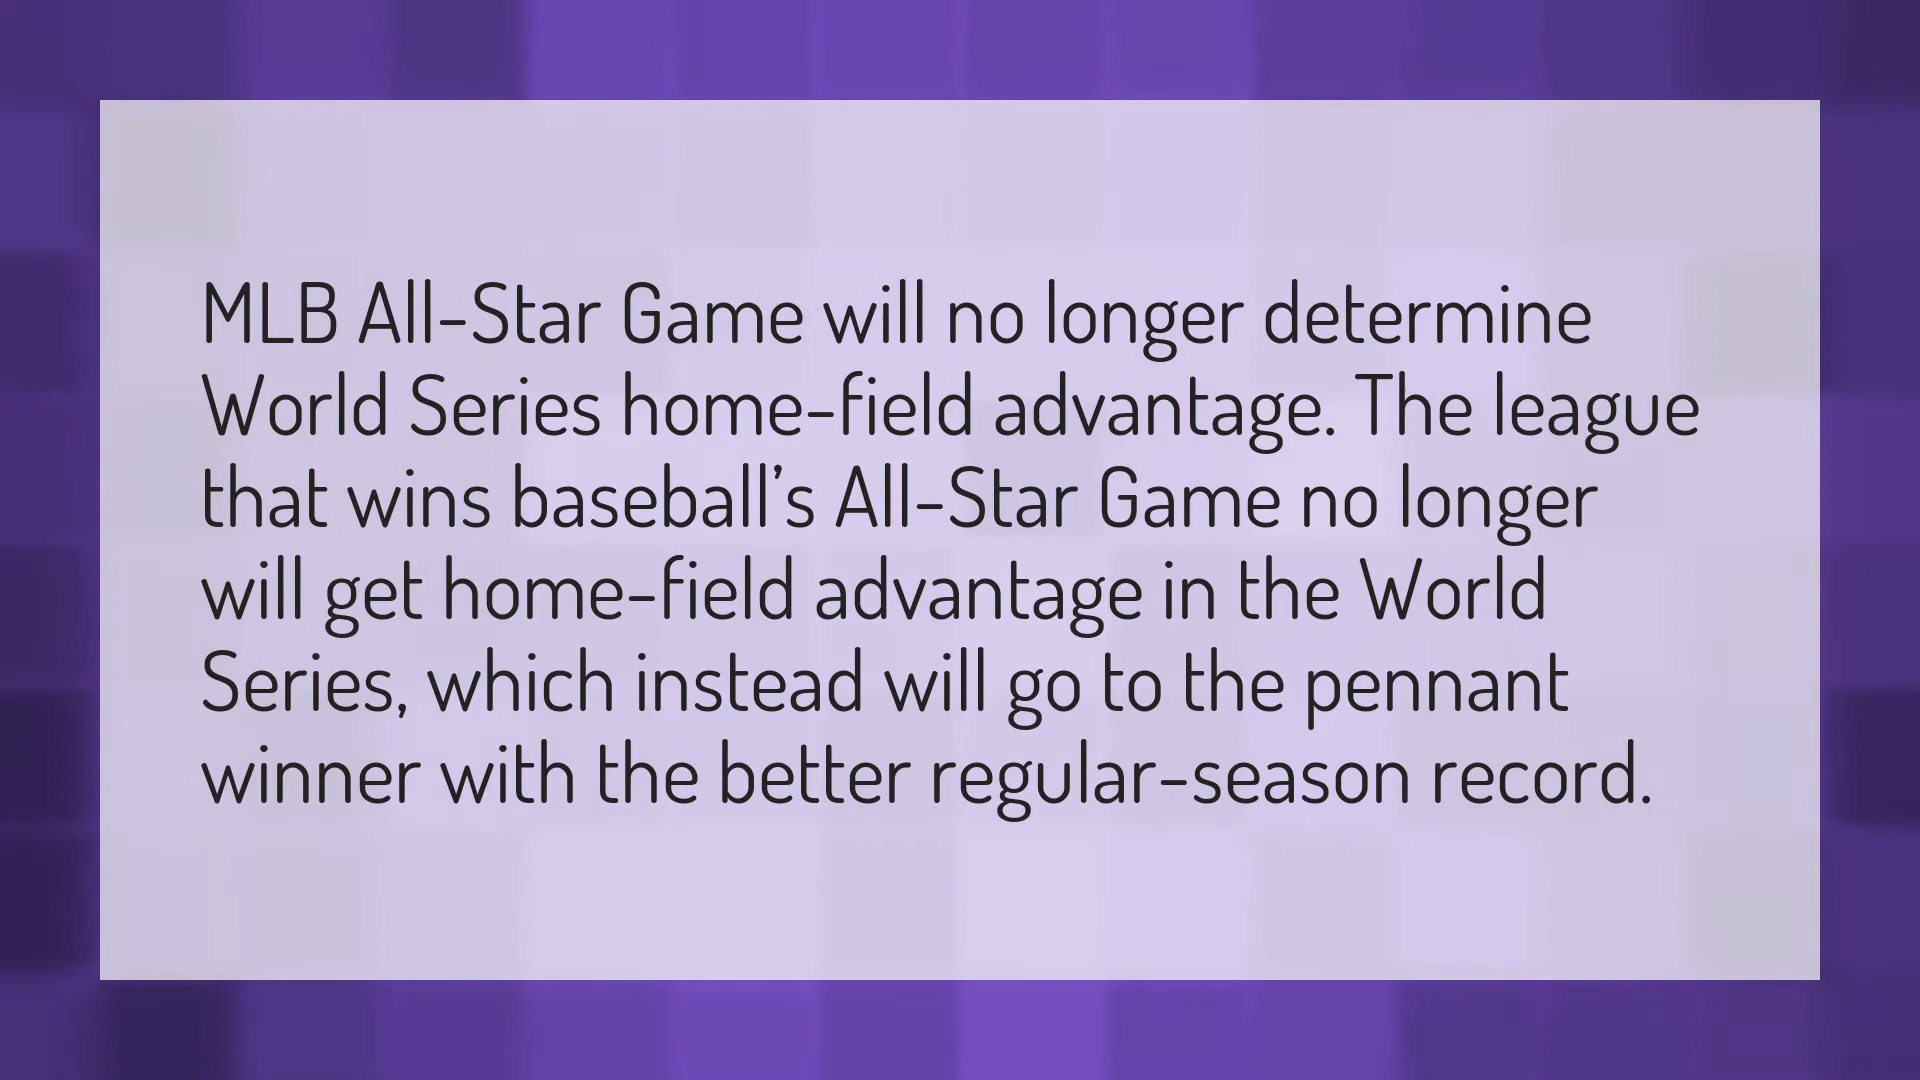 MLB All-Star Game will no longer determine
World Series home-field advantage. The league
that wins baseball's All-Star Game no longer
will get home-field advantage in the World
Series, which instead will go to the pennant
winner with the better regular-season record.